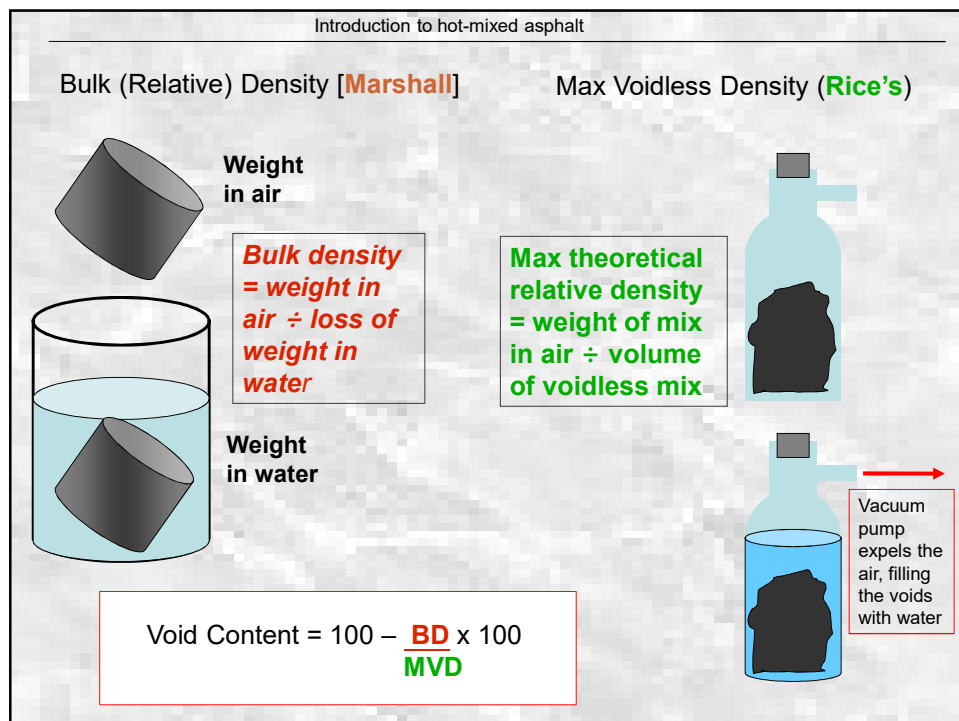 Introduction to hot-mixed asphalt
Bulk (Relative) Density [Marshall]
Max Voidless Density (Rice's)
Weight
in air
Bulk density
= weight in
air ÷ loss of
weight in
water
Weight
in water
Max theoretical
relative density
= weight of mix
in air ÷ volume
of voidless mix
Vacuum
pump
expels the
air, filling
the voids
with water
Void Content = 100 – BD x 100
MVD